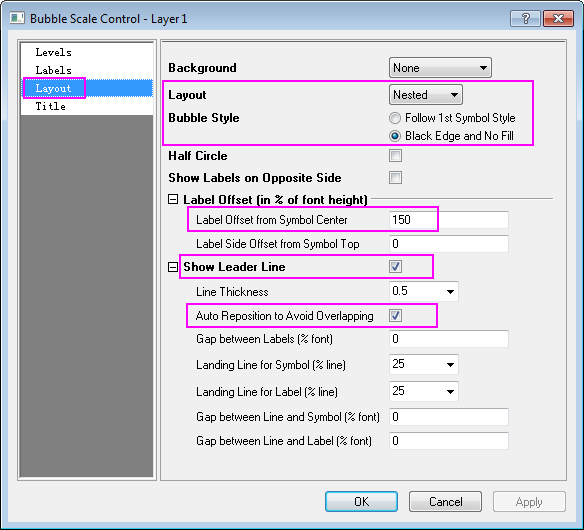 Bubble Scale Control - Layer1
Levels
Labels
Layout
Title
Background None
Layout Nested
Bubble Style Follow 1st Symbol Style
Black Edge and No Fill
Half Circle
Show Labels on Opposite Side
Label Offset (in % of font height)
Label Offset from Symbol Center 150
Label Side Offset from Symbol Top 0
Show Leader Line
Line Thickness 0.5
Auto Reposition to Avoid Overlapping
Gap between Labels (% font) 0
Landing Line for Symbol (% line) 25
Landing Line for Label (% line) 25
Gap between Line and Symbol (% font) 0
Gap between Line and Label (% font) 0
OK Cancel Apply